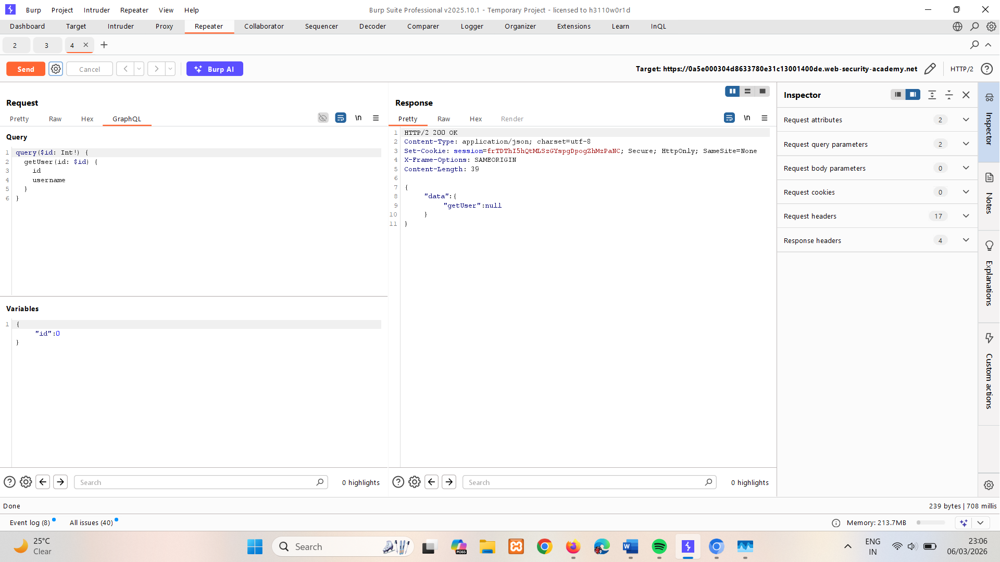 Burp Project Intruder Repeater View Help
Burp Suite Professional v2025.10.1 - Temporary Project - licensed to h3110w0r1d
Dashboard Target Intruder Proxy Repeater Collaborator Sequencer Decoder Comparer Logger Organizer Extensions Learn InQL
2 3 4
Send Cancel Burp AI
Target: https://0a5e000304d8633780e31c13001400de.web-security-academy.net HTTP/2
Request
Pretty Raw Hex GraphQL \n
Query
1 query($id: Int!) {
2 getUser(id: $id) {
3 id
4 username
5 }
6 }
Variables
1 {
"id":0
}
Search 0 highlights
Response
Pretty Raw Hex Render \n
1 HTTP/2 200 OK
2 Content-Type: application/json; charset=utf-8
3 Set-Cookie: session=frTDThI5hQtMLSzGYspgDpogZhMzPaNC; Secure; HttpOnly; SameSite=None
4 X-Frame-Options: SAMEORIGIN
5 Content-Length: 39
6
7 {
8 "data":{
9 "getUser":null
10 }
11 }
Search 0 highlights
Inspector
Request attributes 2
Request query parameters 2
Request body parameters 0
Request cookies 0
Request headers 17
Response headers 4
Inspector
Notes
Explanations
Custom actions
Done
239 bytes | 708 millis
Event log (8) All issues (40)
Memory: 213.7MB
25°C
Clear
Search
M365
ENG
IN
23:06
06/03/2026